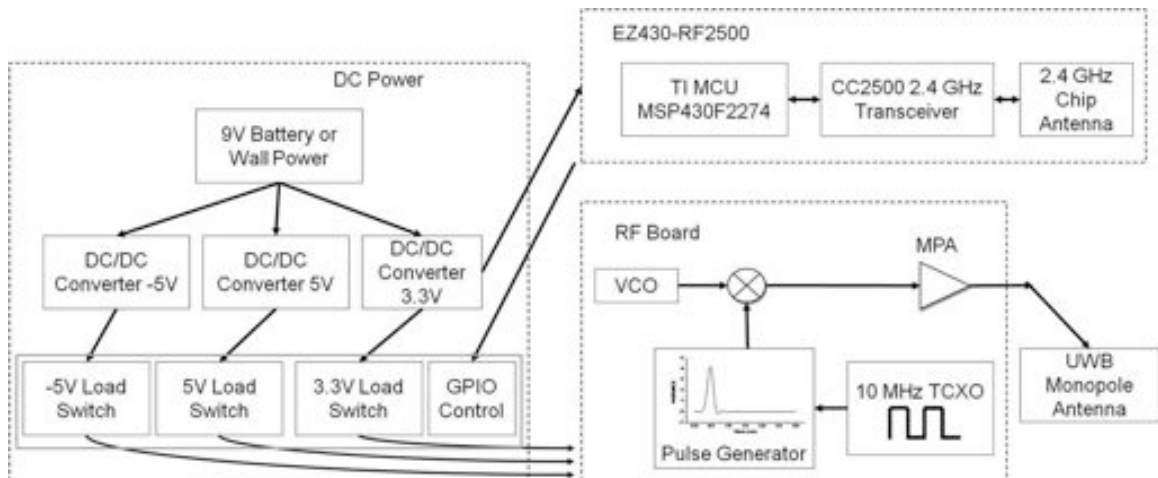 DC Power
9V Battery or
Wall Power
DC/DC
Converter -5V
DC/DC
Converter 5V
DC/DC
Converter
3.3V
-5V Load
Switch
5V Load
Switch
3.3V Load
Switch
GPIO
Control
EZ430-RF2500
TI MCU
MSP430F2274
CC2500 2.4 GHz
Transceiver
2.4 GHz
Chip
Antenna
RF Board
VCO
MPA
Pulse Generator
10 MHz TCXO
UWB
Monopole
Antenna